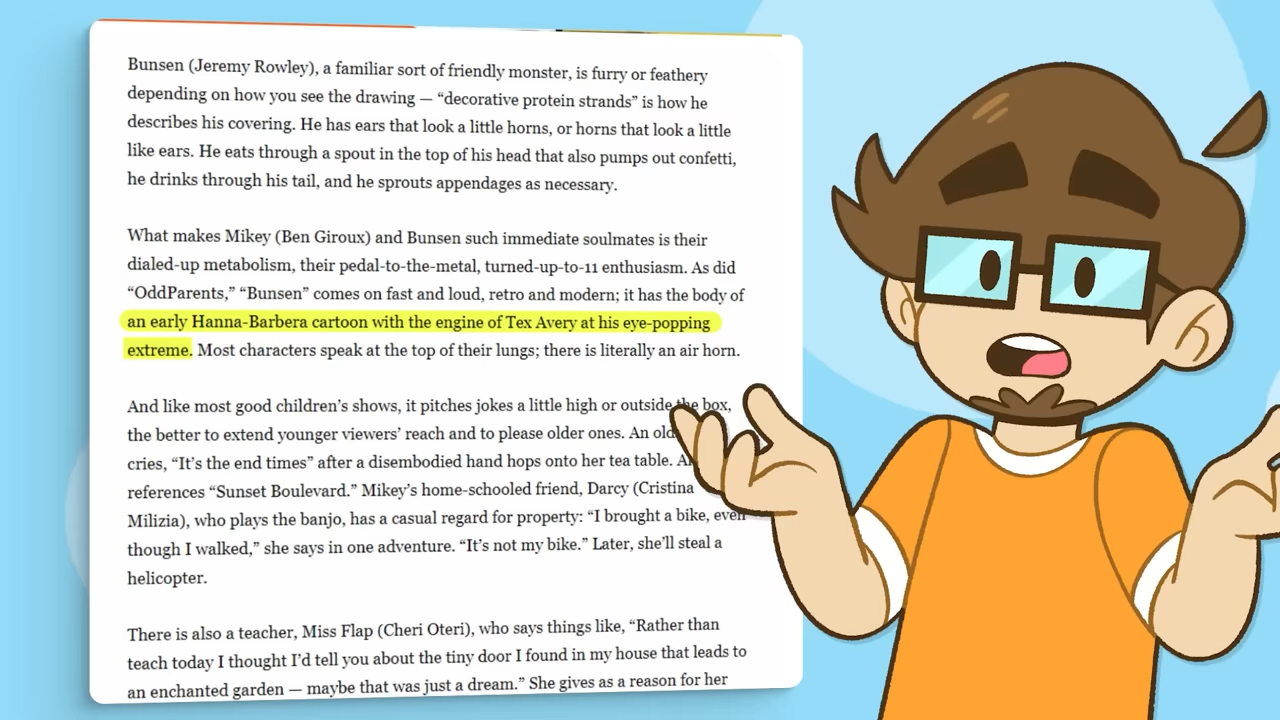 Bunsen (Jeremy Rowley), a familiar sort of friendly monster, is furry or feathery
depending on how you see the drawing — “decorative protein strands” is how he
describes his covering. He has ears that look a little horns, or horns that look a little
like ears. He eats through a spout in the top of his head that also pumps out confetti,
he drinks through his tail, and he sprouts appendages as necessary.
What makes Mikey (Ben Giroux) and Bunsen such immediate soulmates is their
dialed-up metabolism, their pedal-to-the-metal, turned-up-to-11 enthusiasm. As did
“OddParents,” “Bunsen” comes on fast and loud, retro and modern; it has the body of
an early Hanna-Barbera cartoon with the engine of Tex Avery at his eye-popping
extreme. Most characters speak at the top of their lungs; there is literally an air horn.
And like most good children’s shows, it pitches jokes a little high or outside the box,
the better to extend younger viewers’ reach and to please older ones. An old
cries, “It’s the end times” after a disembodied hand hops onto her tea table.
references “Sunset Boulevard.” Mikey’s home-schooled friend, Darcy (Cristina
Milizia), who plays the banjo, has a casual regard for property: “I brought a bike, even
though I walked,” she says in one adventure. “It’s not my bike.” Later, she’ll steal a
helicopter.
There is also a teacher, Miss Flap (Cheri Oteri), who says things like, “Rather than
teach today I thought I’d tell you about the tiny door I found in my house that leads to
an enchanted garden — maybe that was just a dream.” She gives as a reason for her